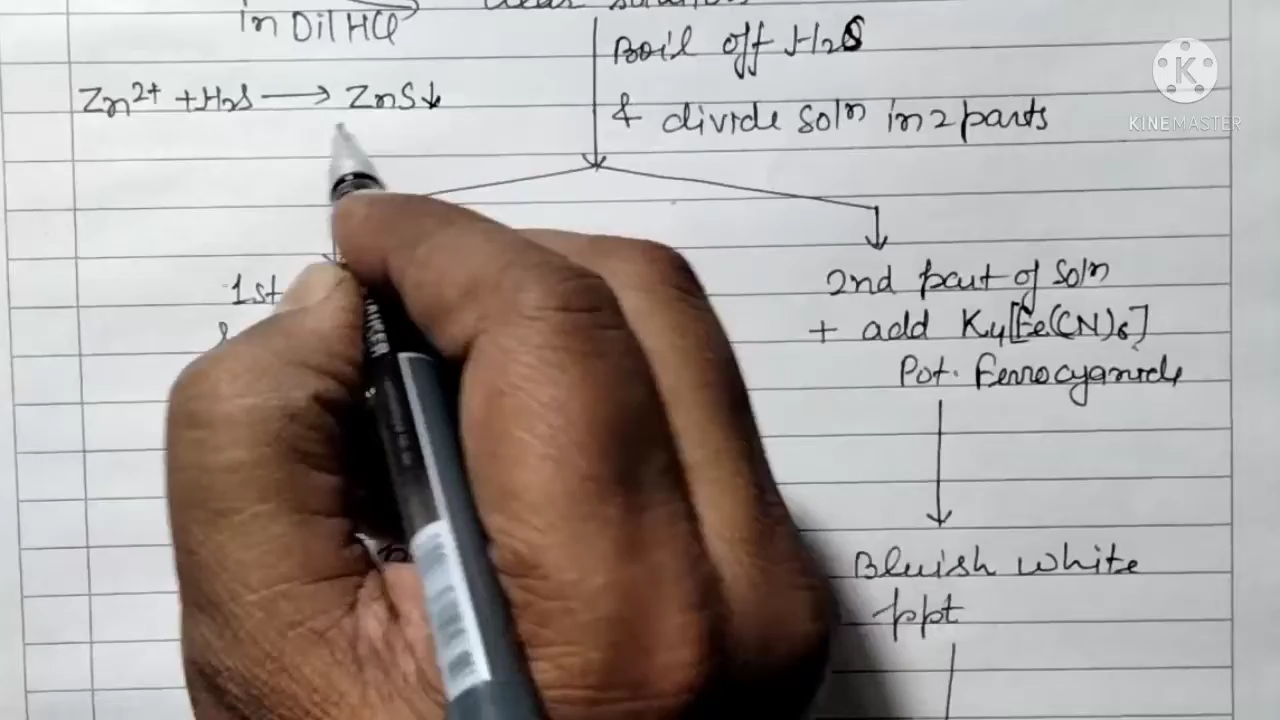 in Dil HCl
Boil off H2S
Zn2+ + H2S → ZnS↓
& divide soln in 2 parts
1st
2nd part of soln
+ add K4[Fe(CN)6]
Pot. Ferrocyanide
Bluish white
ppt
KINEMASTER